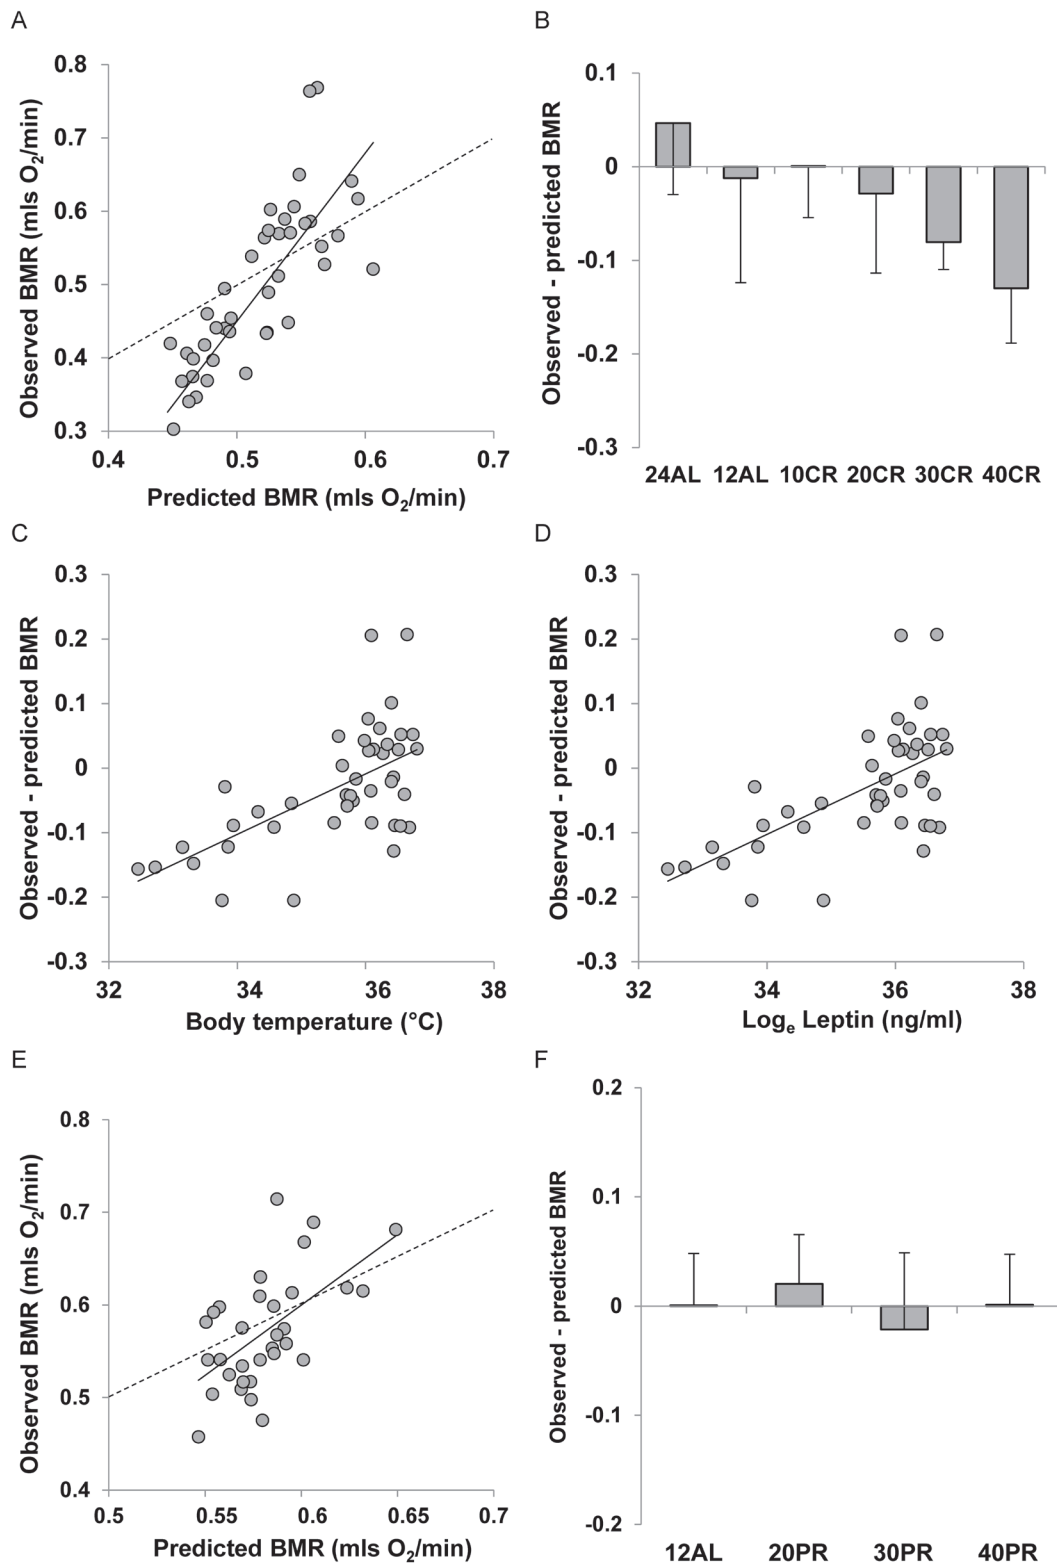 A
Observed BMR (mls O₂/min)
0.8
0.7
0.6
0.5
0.4
0.3
0.4 0.5 0.6 0.7
Predicted BMR (mls O₂/min)
B
Observed - predicted BMR
0.1
0
-0.1
-0.2
-0.3
24AL 12AL 10CR 20CR 30CR 40CR
C
Observed - predicted BMR
0.3
0.2
0.1
0
-0.1
-0.2
-0.3
32 34 36 38
Body temperature (°C)
D
Observed - predicted BMR
0.3
0.2
0.1
0
-0.1
-0.2
-0.3
32 34 36 38
Logₑ Leptin (ng/ml)
E
Observed BMR (mls O₂/min)
0.8
0.7
0.6
0.5
0.4
0.5 0.55 0.6 0.65 0.7
Predicted BMR (mls O₂/min)
F
Observed - predicted BMR
0.2
0.1
0
-0.1
-0.2
12AL 20PR 30PR 40PR